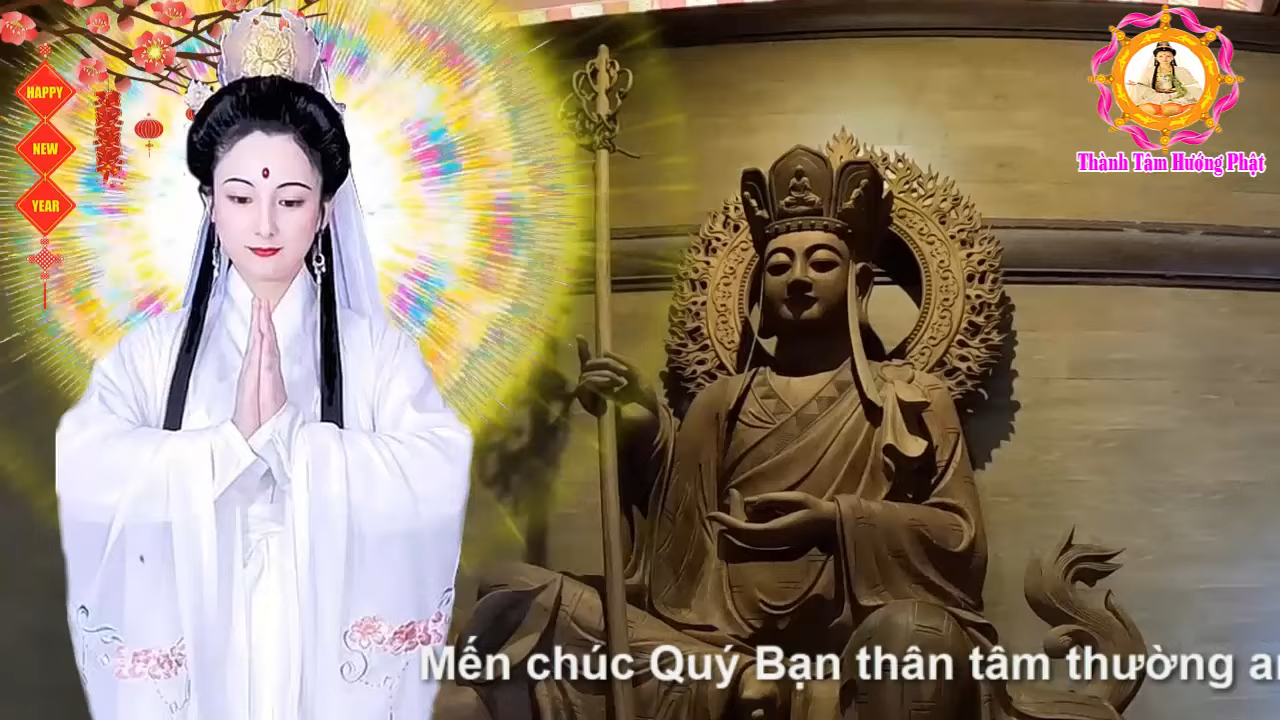 HAPPY
NEW
YEAR
Thành Tâm Hướng Phật
Mến chúc Quý Bạn thân tâm thường